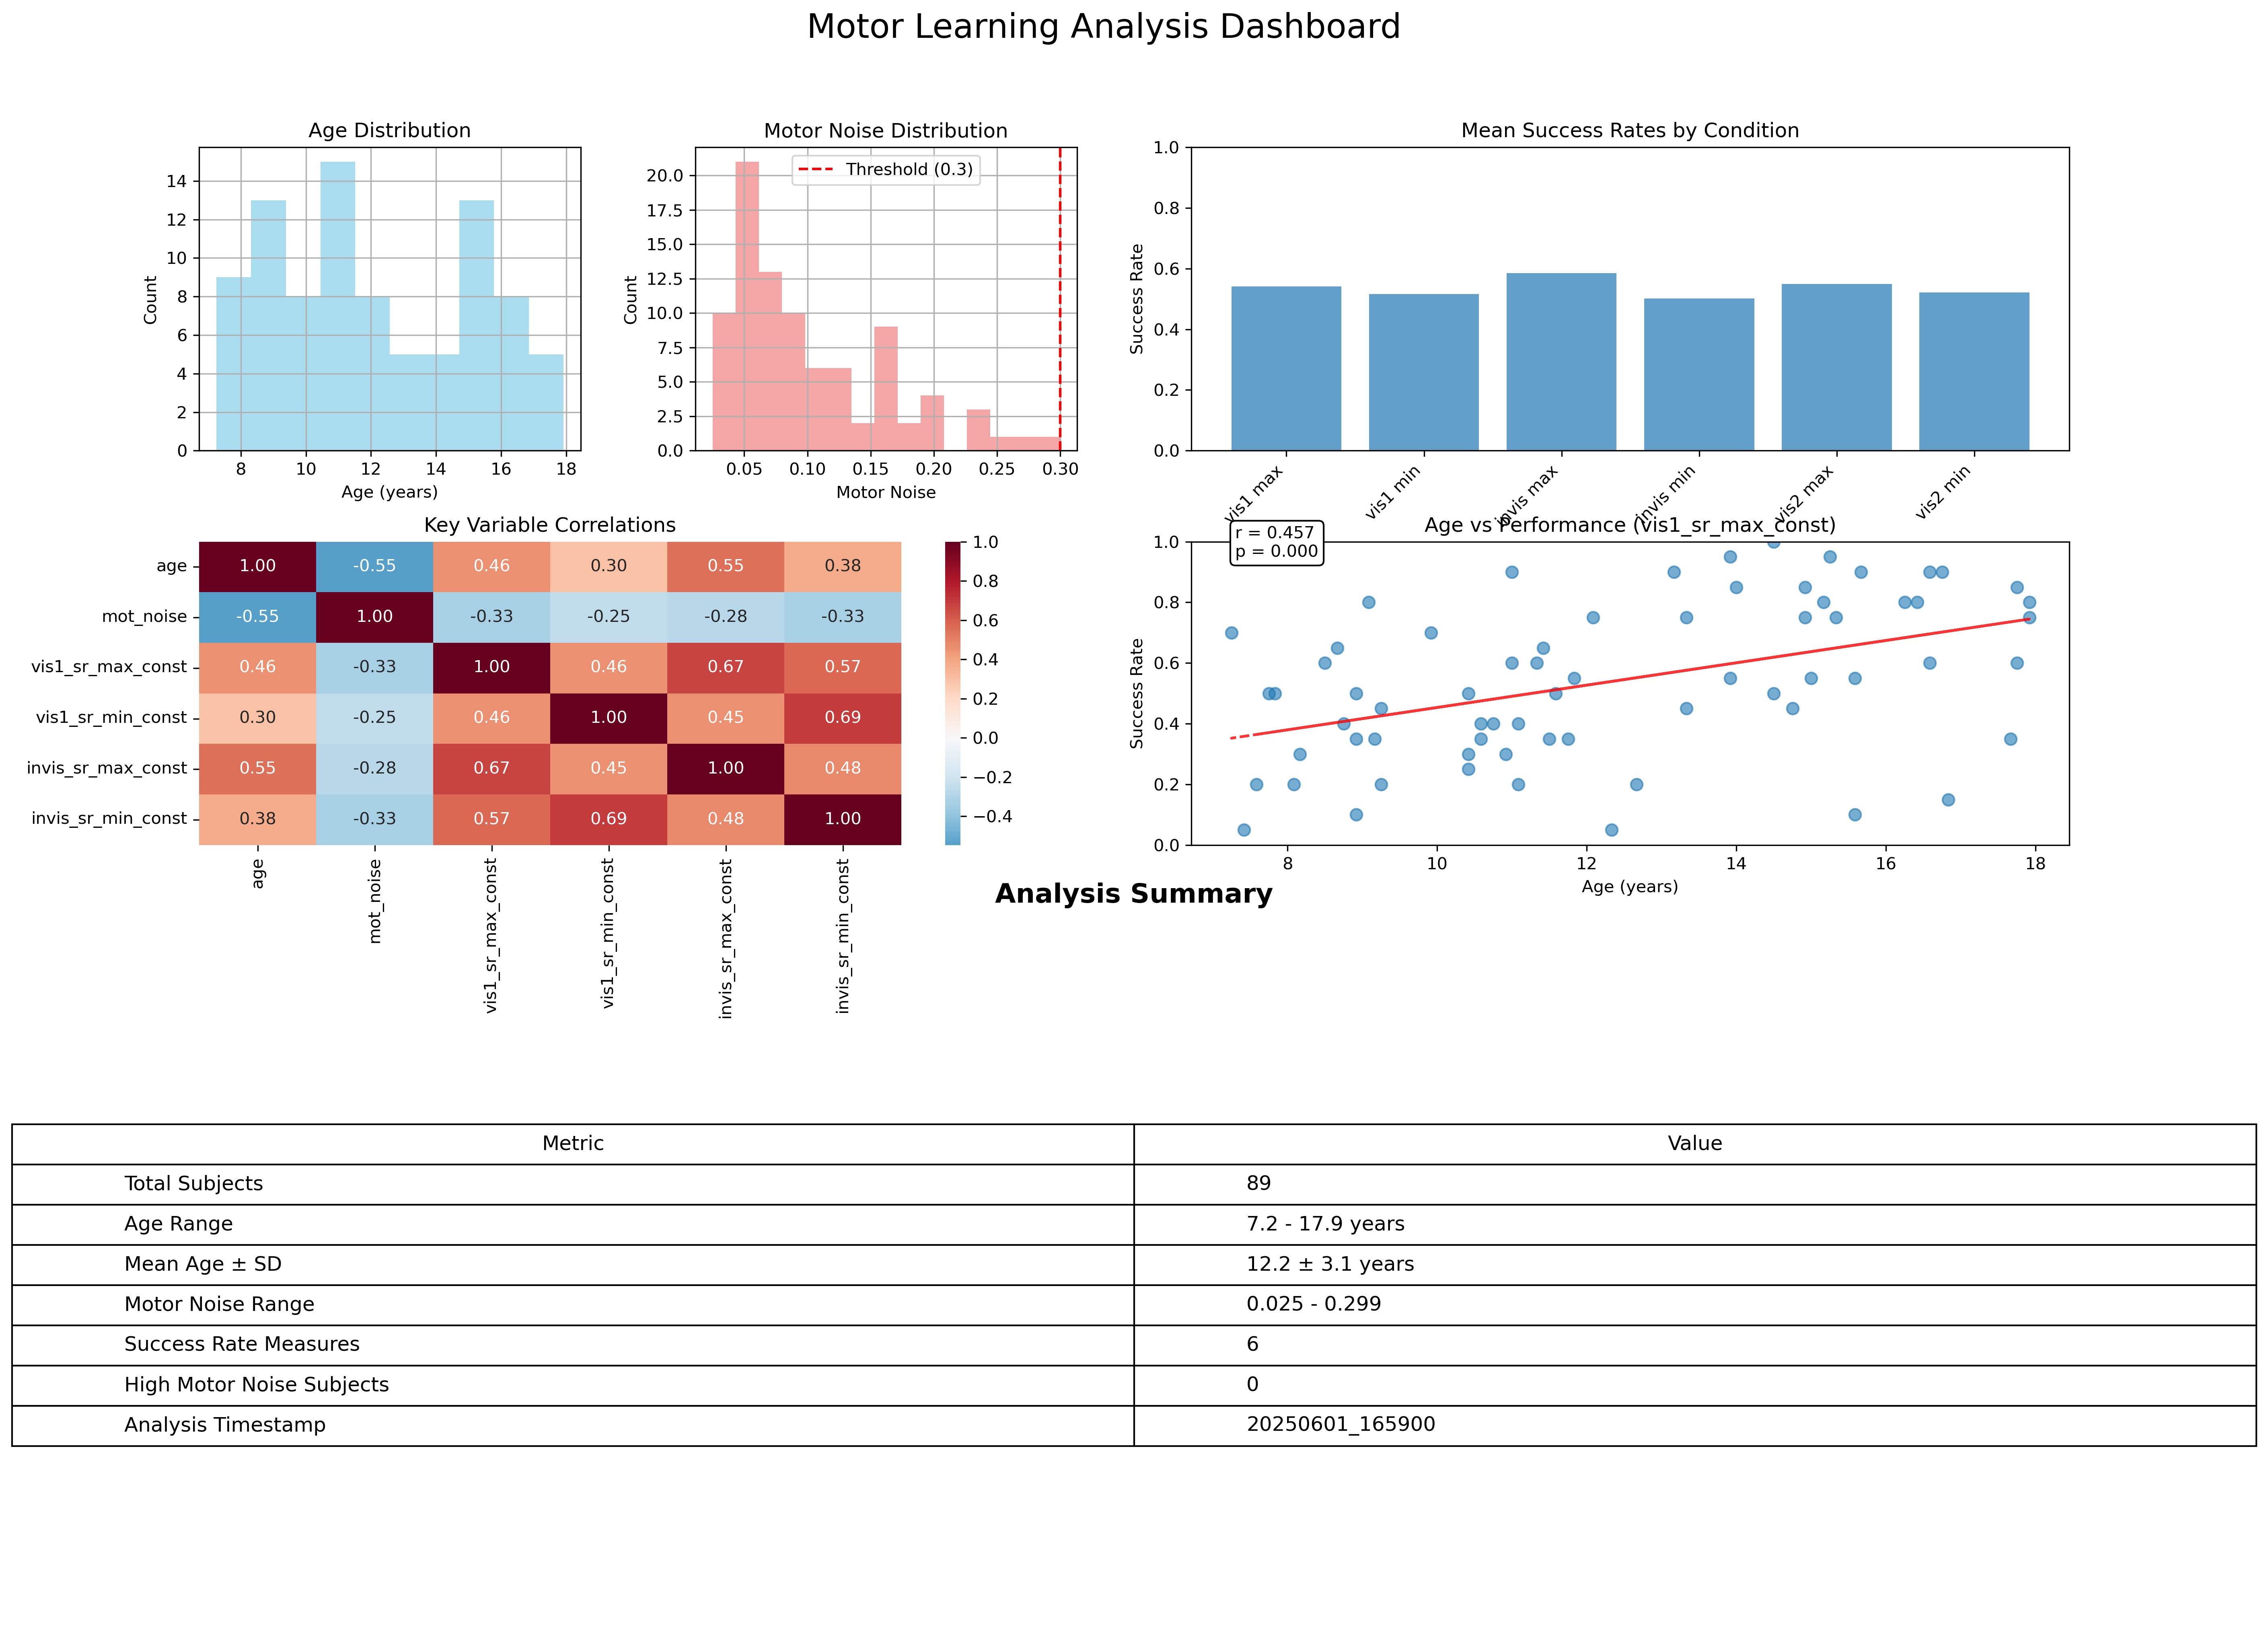 Motor Learning Analysis Dashboard
Age Distribution
14
12
10
8
6
4
2
0
Count
8 10 12 14 16 18
Age (years)
Motor Noise Distribution
Threshold (0.3)
20.0
17.5
15.0
12.5
10.0
7.5
5.0
2.5
0.0
Count
0.05 0.10 0.15 0.20 0.25 0.30
Motor Noise
Mean Success Rates by Condition
1.0
0.8
0.6
0.4
0.2
0.0
Success Rate
vis1 max
vis1 min
invis max
invis min
vis2 max
vis2 min
Key Variable Correlations
age 1.00 -0.55 0.46 0.30 0.55 0.38
mot_noise -0.55 1.00 -0.33 -0.25 -0.28 -0.33
vis1_sr_max_const 0.46 -0.33 1.00 0.46 0.67 0.57
vis1_sr_min_const 0.30 -0.25 0.46 1.00 0.45 0.69
invis_sr_max_const 0.55 -0.28 0.67 0.45 1.00 0.48
invis_sr_min_const 0.38 -0.33 0.57 0.69 0.48 1.00
age
mot_noise
vis1_sr_max_const
vis1_sr_min_const
invis_sr_max_const
invis_sr_min_const
1.0
0.8
0.6
0.4
0.2
0.0
−0.2
−0.4
Age vs Performance (vis1_sr_max_const)
r = 0.457
p = 0.000
1.0
0.8
0.6
0.4
0.2
0.0
Success Rate
8 10 12 14 16 18
Age (years)
Analysis Summary
Metric Value
Total Subjects 89
Age Range 7.2 - 17.9 years
Mean Age ± SD 12.2 ± 3.1 years
Motor Noise Range 0.025 - 0.299
Success Rate Measures 6
High Motor Noise Subjects 0
Analysis Timestamp 20250601_165900